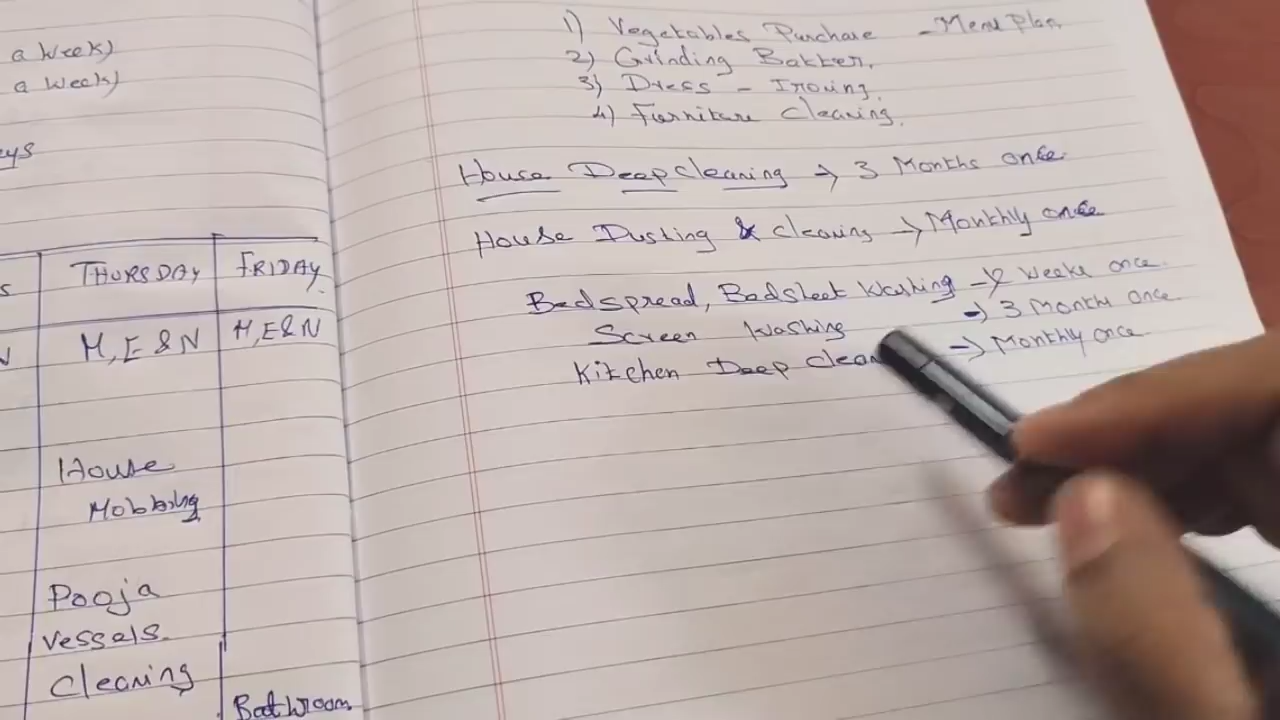 a week)
a week)
eys
THURSDAY FRIDAY
M, E & N M, E & N
House
Mobbing
Pooja
Vessels.
Cleaning
Bathroom
1) Vegetables Purchase - Menu Plan
2) Grinding Batter.
3) Dress - Ironing.
4) Furniture Cleaning.
House Deep cleaning → 3 Months once
House Dusting & cleaning → Monthly once
Bedspread, Bedsheet Washing - weeks once.
Screen Washing → 3 Months once
Kitchen Deep clean → Monthly once